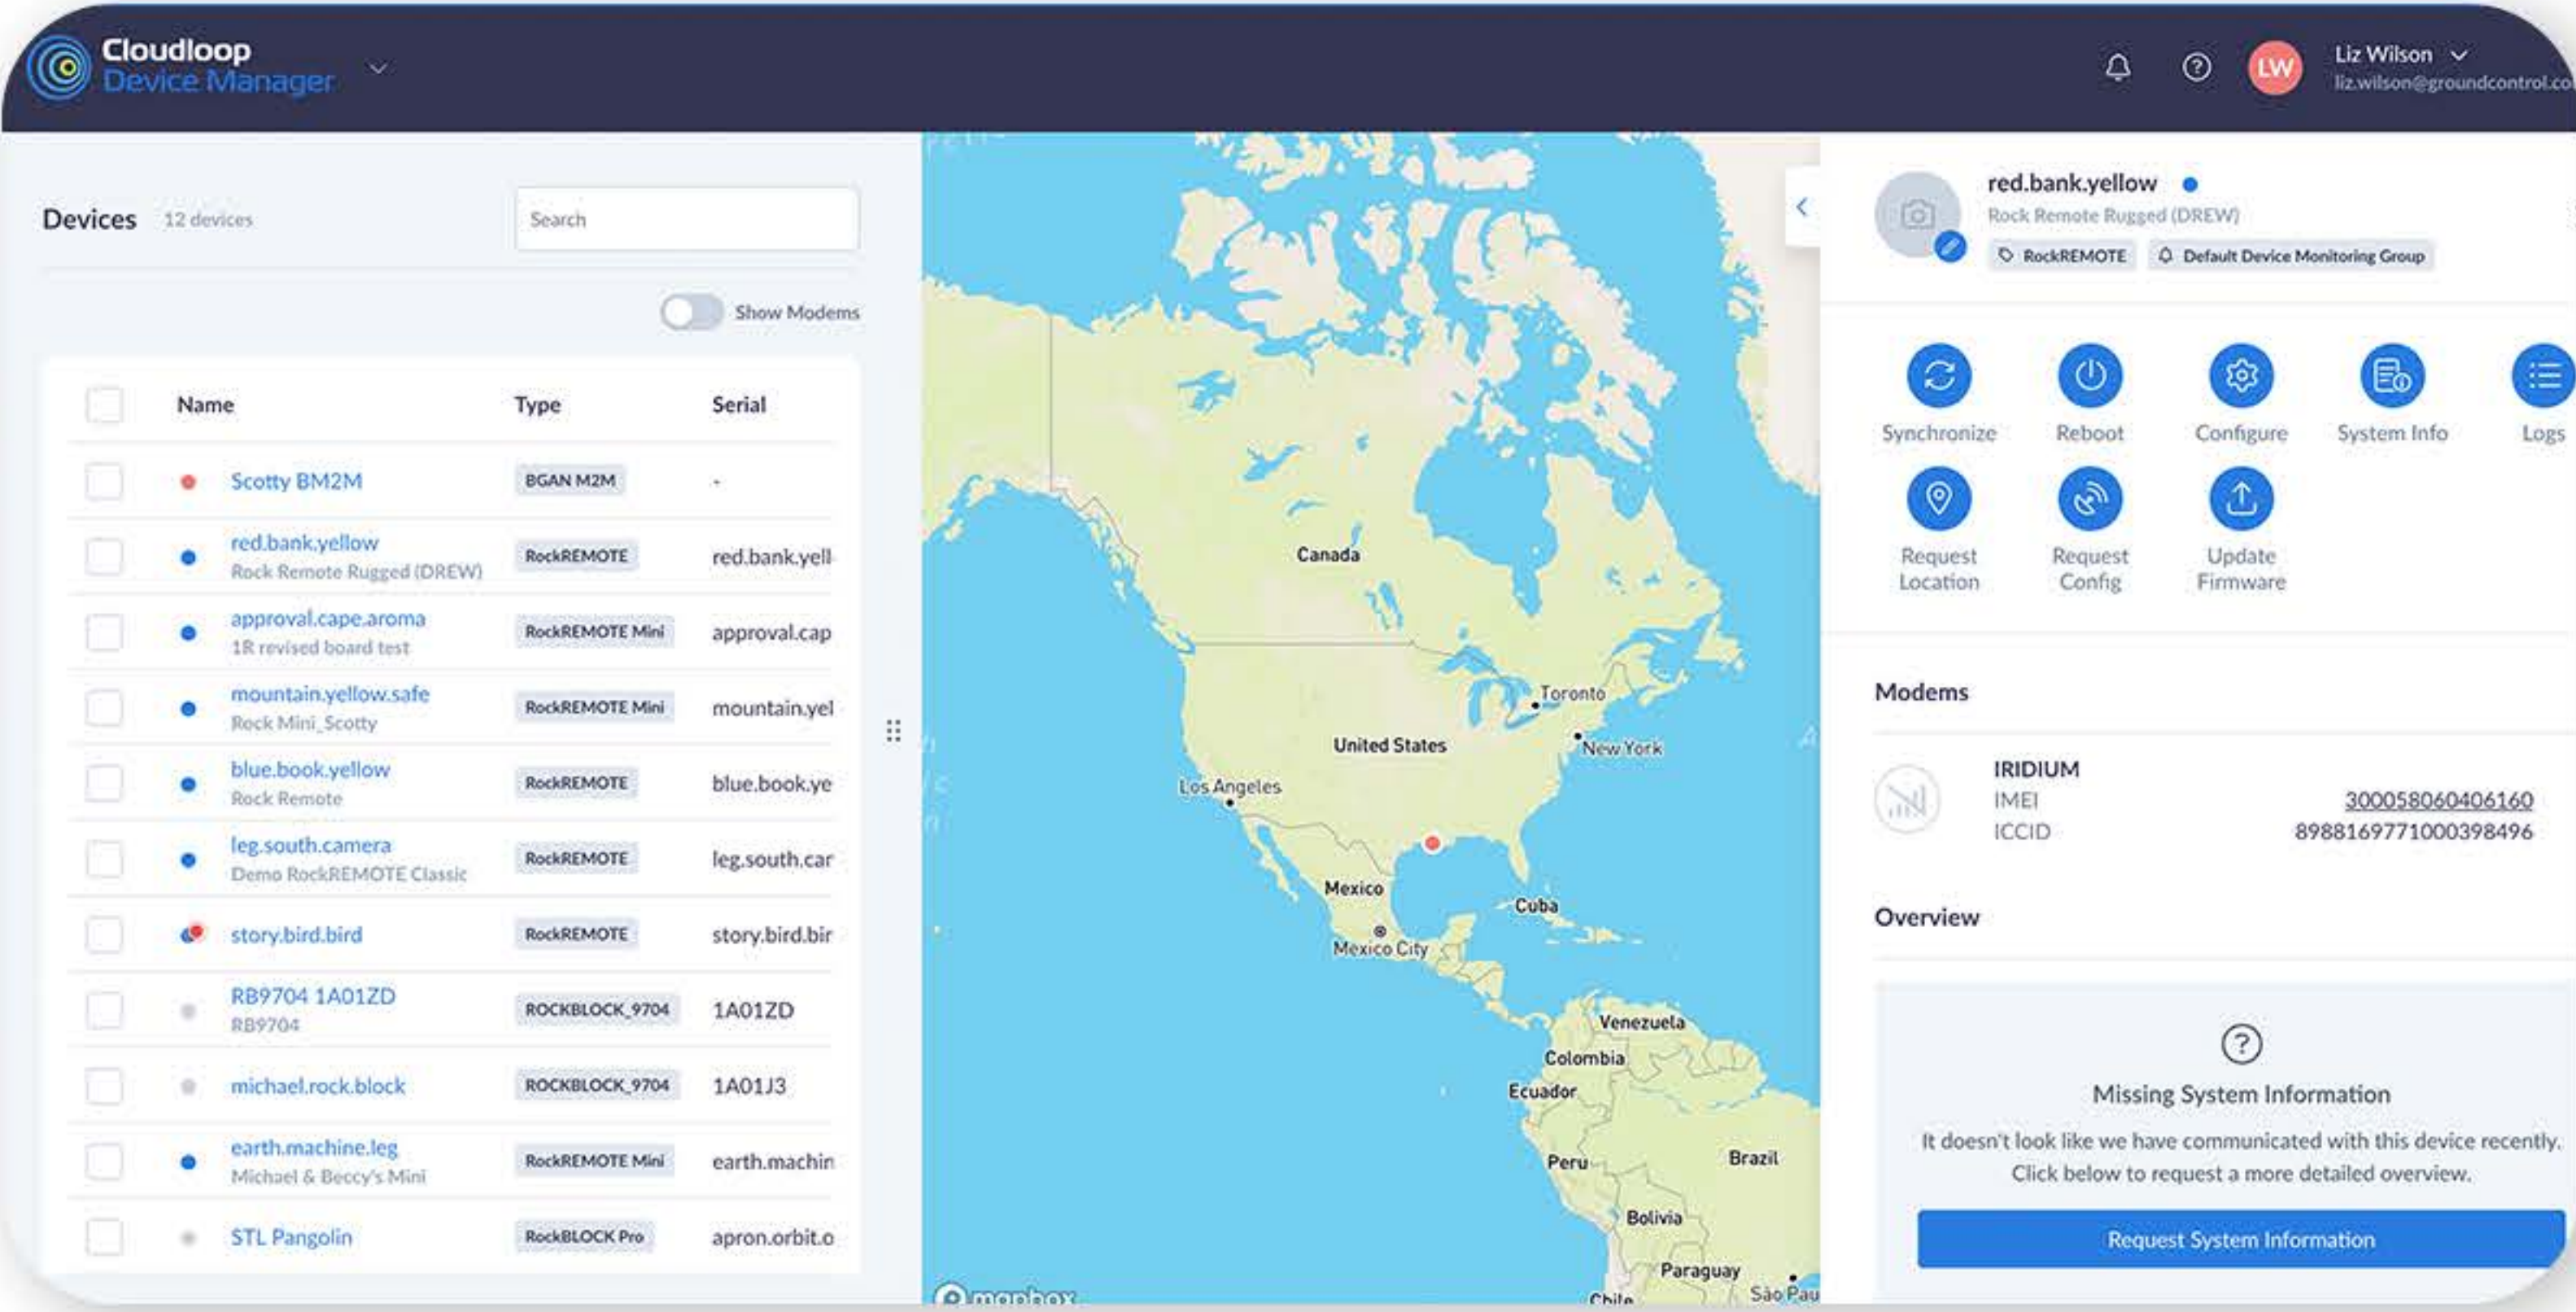 Cloudloop
Device Manager
LW
Liz Wilson
liz.wilson@groundcontrol.co
Devices 12 devices
Search
Show Modems
Name Type Serial
Scotty BM2M BGAN M2M -
red.bank.yellow
Rock Remote Rugged (DREW)
RockREMOTE red.bank.yell
approval.cape.aroma
1R revised board test
RockREMOTE Mini approval.cap
mountain.yellow.safe
Rock Mini_Scotty
RockREMOTE Mini mountain.yel
blue.book.yellow
Rock Remote
RockREMOTE blue.book.ye
leg.south.camera
Demo RockREMOTE Classic
RockREMOTE leg.south.car
story.bird.bird RockREMOTE story.bird.bir
RB9704 1A01ZD
RB9704
ROCKBLOCK_9704 1A01ZD
michael.rock.block ROCKBLOCK_9704 1A01J3
earth.machine.leg
Michael & Beccy's Mini
RockREMOTE Mini earth.machin
STL Pangolin RockBLOCK Pro apron.orbit.o
Canada
Toronto
United States
New York
Los Angeles
Mexico
Cuba
Mexico City
Venezuela
Colombia
Ecuador
Peru
Brazil
Bolivia
Paraguay
São Pau
Chile
mapbox
red.bank.yellow
Rock Remote Rugged (DREW)
RockREMOTE Default Device Monitoring Group
Synchronize Reboot Configure System Info Logs
Request
Location
Request
Config
Update
Firmware
Modems
IRIDIUM
IMEI 300058060406160
ICCID 8988169771000398496
Overview
Missing System Information
It doesn't look like we have communicated with this device recently.
Click below to request a more detailed overview.
Request System Information